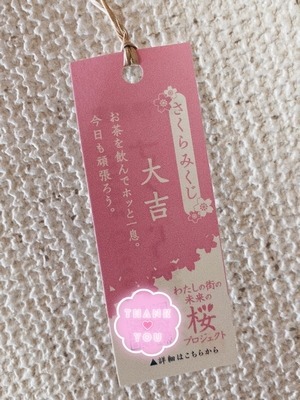 さくらみくじ
大吉
お茶を飲んでホッと一息。
今日も頑張ろう。
わたしの街の
未来の
桜
プロジェクト
▲詳細はこちらから
THANK
YOU